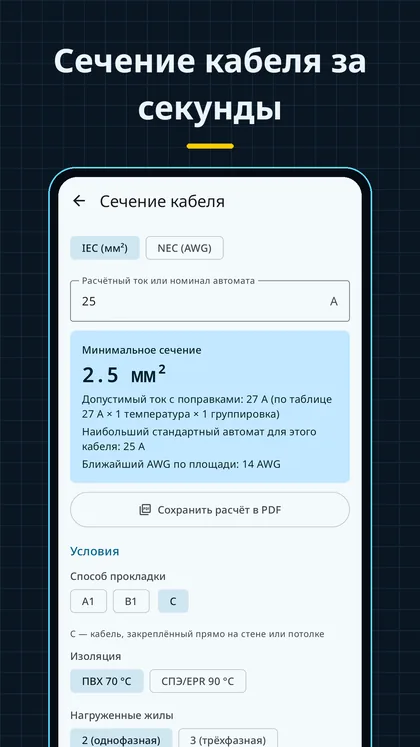 Сечение кабеля за
секунды
Сечение кабеля
IEC (мм²)
NEC (AWG)
Расчётный ток или номинал автомата
25
A
Минимальное сечение
2.5 мм²
Допустимый ток с поправками: 27 А (по таблице
27 А × 1 температура × 1 группировка)
Наибольший стандартный автомат для этого
кабеля: 25 А
Ближайший AWG по площади: 14 AWG
Сохранить расчёт в PDF
Условия
Способ прокладки
A1
B1
C
C — кабель, закреплённый прямо на стене или потолке
Изоляция
ПВХ 70 °C
СПЭ/EPR 90 °C
Нагруженные жилы
2 (однофазная)
3 (трёхфазная)